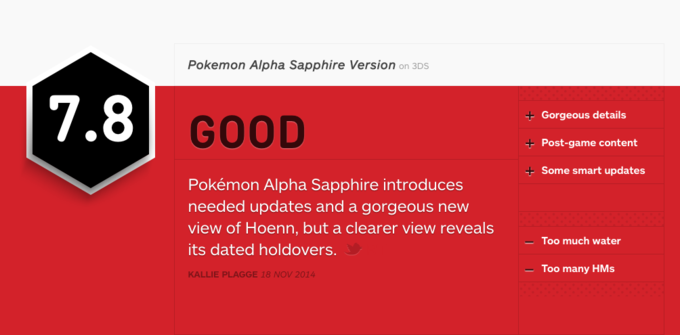 Pokemon Alpha Sapphire Version on 3DS
7.8
GOOD
Pokémon Alpha Sapphire introduces
needed updates and a gorgeous new
view of Hoenn, but a clearer view reveals
its dated holdovers.
KALLIE PLAGGE 18 NOV 2014
+ Gorgeous details
+ Post-game content
+ Some smart updates
– Too much water
– Too many HMs